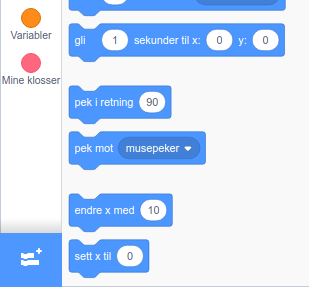 gli 1 sekunder til x: 0 y: 0
Variabler
Mine klosser
pek i retning 90
pek mot musepeker
endre x med 10
sett x til 0